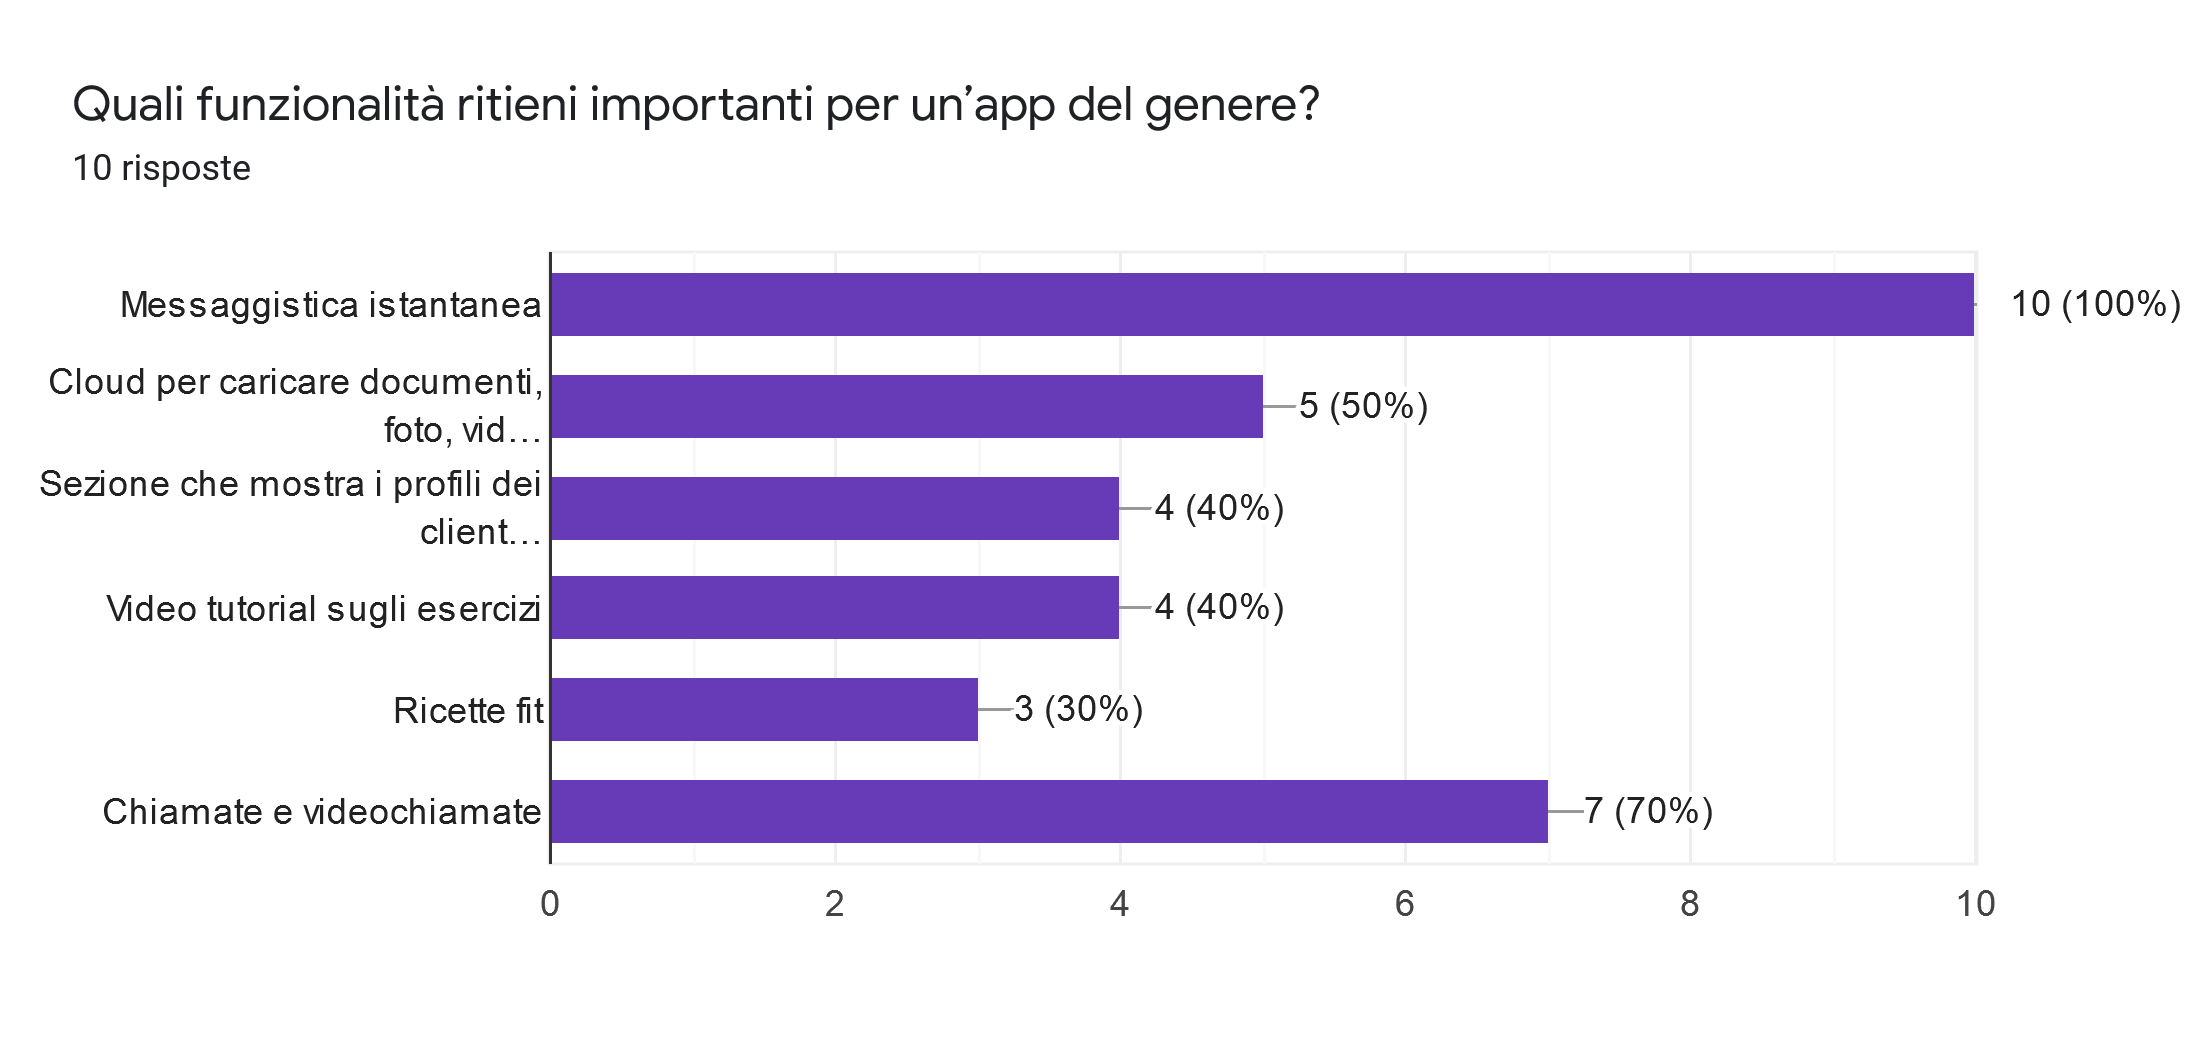 Quali funzionalità ritieni importanti per un’app del genere?
10 risposte
Messaggistica istantanea
10 (100%)
Cloud per caricare documenti,
foto, vid…
5 (50%)
Sezione che mostra i profili dei
client…
4 (40%)
Video tutorial sugli esercizi
4 (40%)
Ricette fit
3 (30%)
Chiamate e videochiamate
7 (70%)
0 2 4 6 8 10